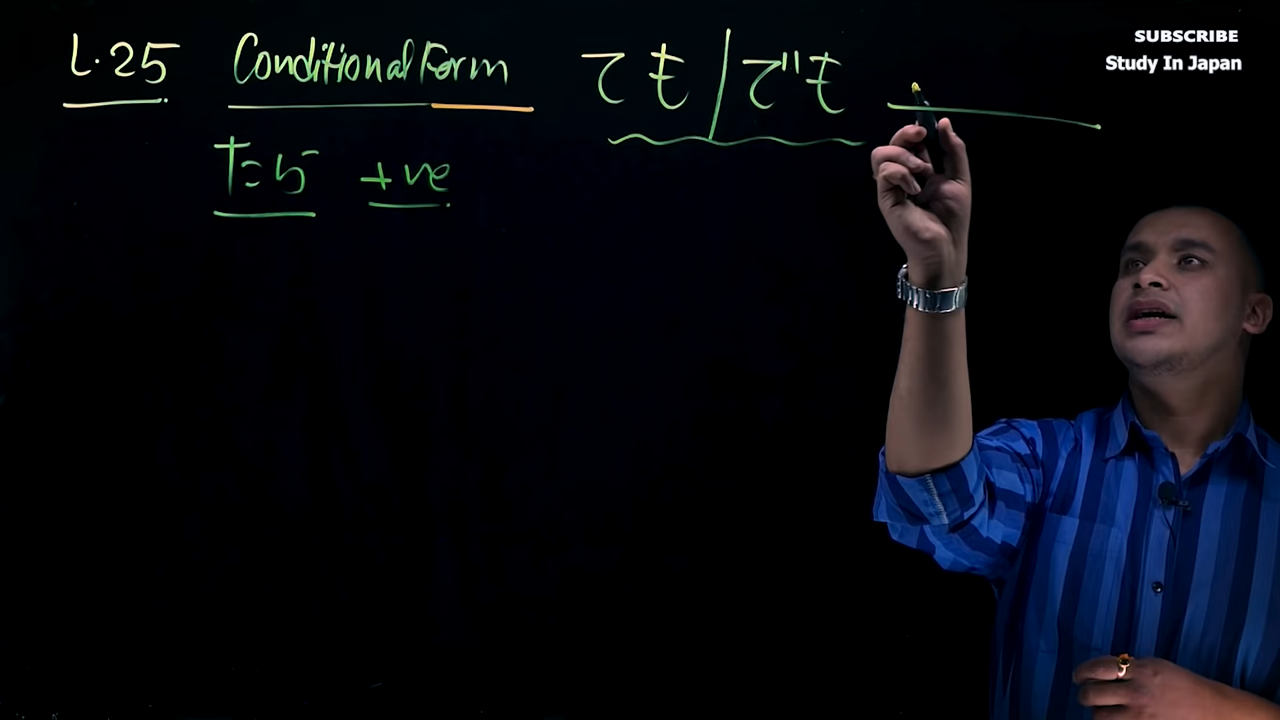 L.25 Conditional Form ても/でも
たら +ve
SUBSCRIBE
Study In Japan